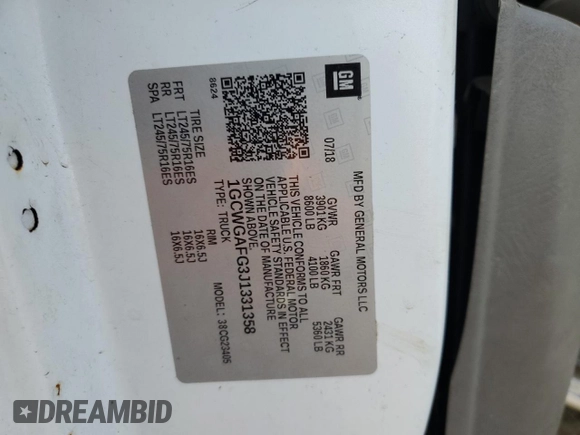 GM
MFD BY GENERAL MOTORS LLC
07/18
GVWR
3901 KG
8600 LB
GAWR FRT
1860 KG
4100 LB
GAWR RR
2431 KG
5360 LB
THIS VEHICLE CONFORMS TO ALL
APPLICABLE U.S. FEDERAL MOTOR
VEHICLE SAFETY STANDARDS IN EFFECT
ON THE DATE OF MANUFACTURE
SHOWN ABOVE.
1GCWGAFG3J1331358
TYPE: TRUCK
MODEL: 38CG23405
8624
TIRE SIZE
RIM
FRT LT245/75R16ES 16X6.5J
RR LT245/75R16ES 16X6.5J
SPA LT245/75R16ES 16X6.5J
DREAMBID